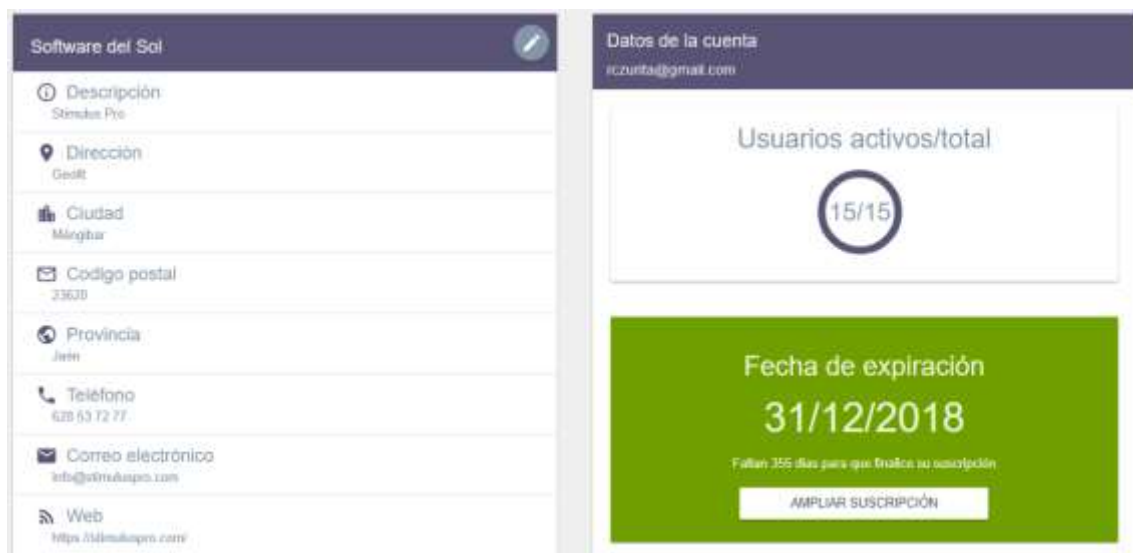 Software del Sol
Descripción
Stimulus Pro
Dirección
Geolit
Ciudad
Mengibar
Codigo postal
23620
Provincia
Jaén
Teléfono
628 53 72 77
Correo electrónico
info@stimuluspro.com
Web
https://stimuluspro.com/
Datos de la cuenta
rczurita@gmail.com
Usuarios activos/total
15/15
Fecha de expiración
31/12/2018
Faltan 355 días para que finalice su suscripción
AMPLIAR SUSCRIPCIÓN